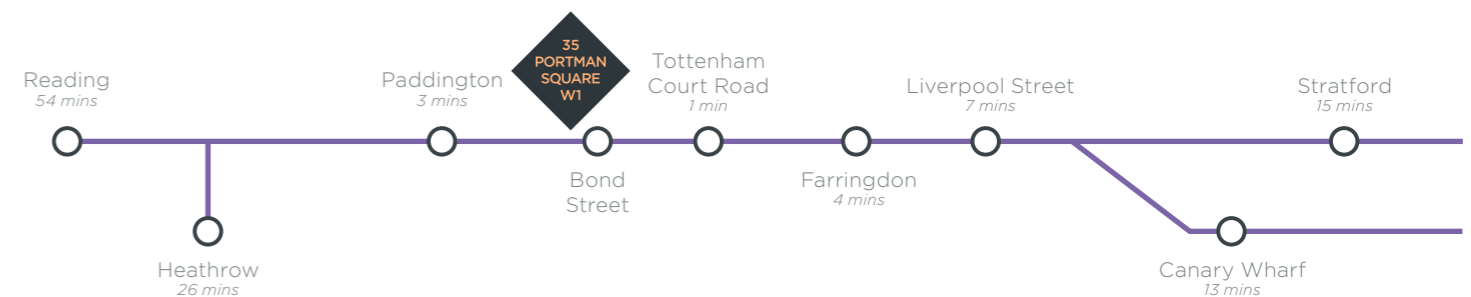 Reading
54 mins
Paddington
3 mins
35
PORTMAN
SQUARE
W1
Tottenham
Court Road
1 min
Liverpool Street
7 mins
Stratford
15 mins
Bond
Street
Farringdon
4 mins
Heathrow
26 mins
Canary Wharf
13 mins